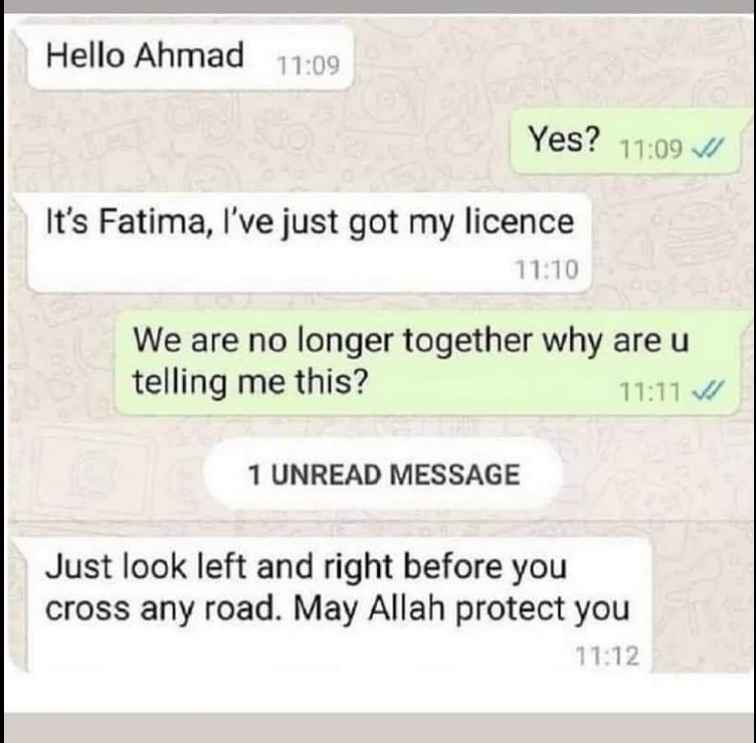 Hello Ahmad 11:09
Yes? 11:09
It's Fatima, I've just got my licence
11:10
We are no longer together why are u
telling me this? 11:11
1 UNREAD MESSAGE
Just look left and right before you
cross any road. May Allah protect you
11:12